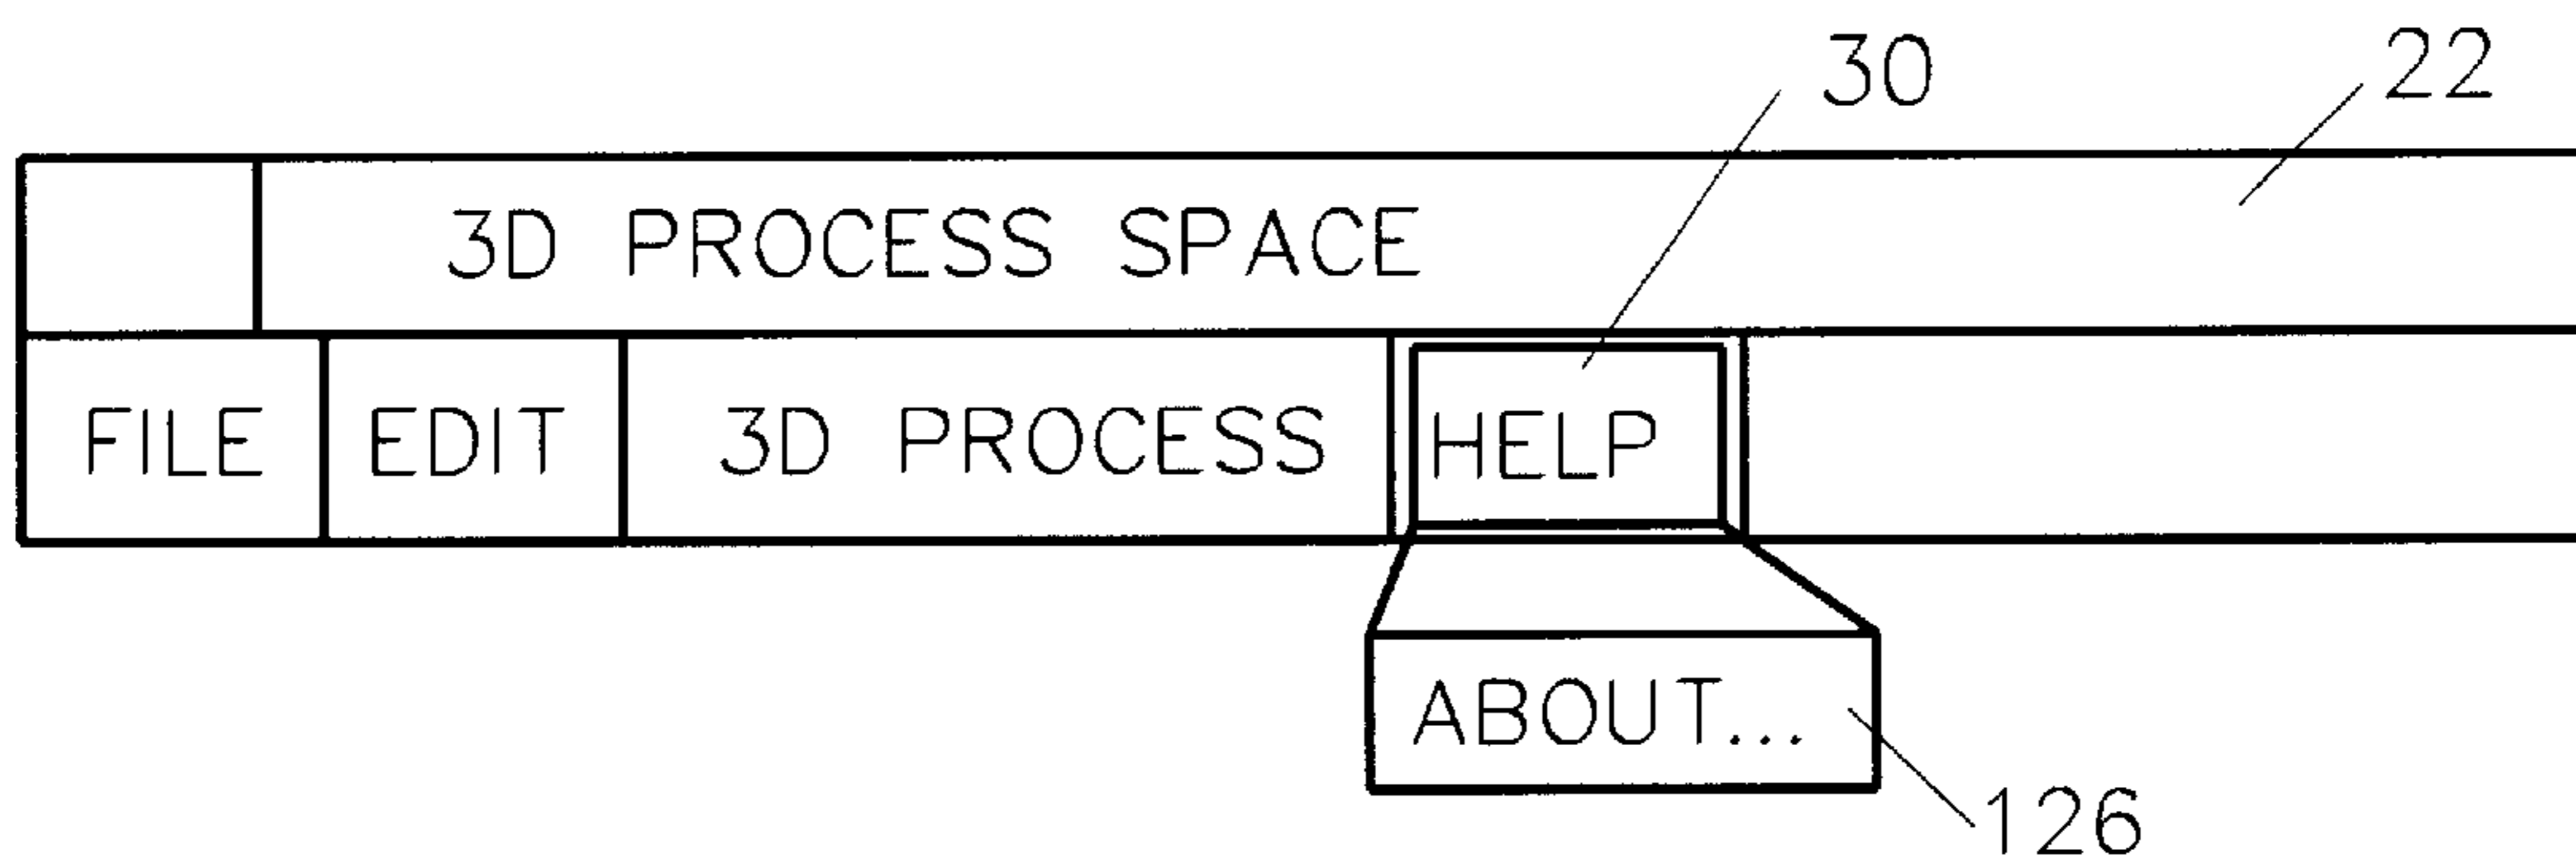 30 22
3D PROCESS SPACE
FILE EDIT 3D PROCESS HELP
ABOUT...
126